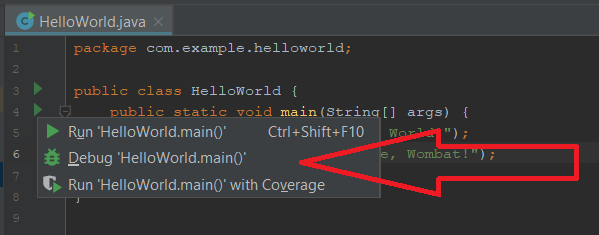 HelloWorld.java
1 package com.example.helloworld;
2
3 public class HelloWorld {
4 public static void main(String[] args) {
5 World!");
6 e, Wombat!");
7
8 }
9
Run 'HelloWorld.main()' Ctrl+Shift+F10
Debug 'HelloWorld.main()'
Run 'HelloWorld.main()' with Coverage